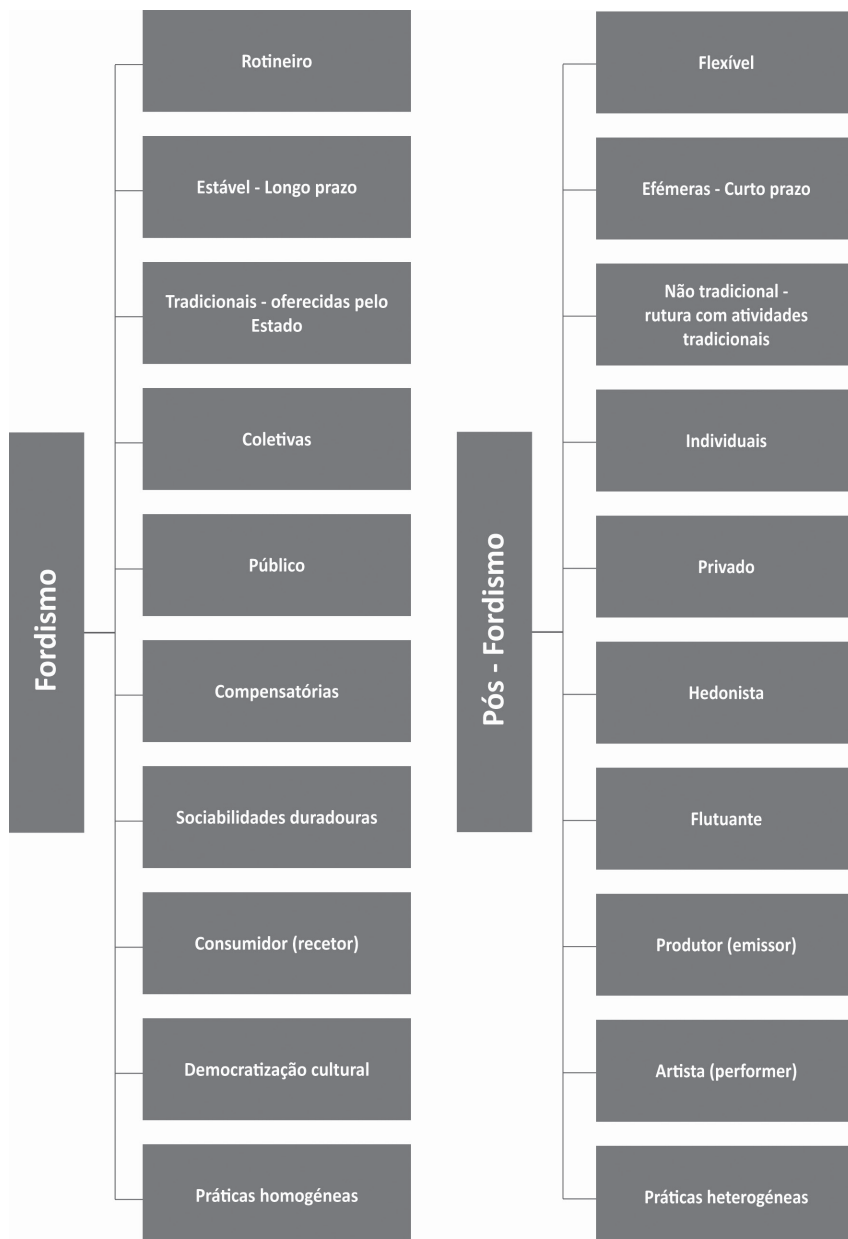 Fordismo
Rotineiro
Estável - Longo prazo
Tradicionais - oferecidas pelo
Estado
Coletivas
Público
Compensatórias
Sociabilidades duradouras
Consumidor (recetor)
Democratização cultural
Práticas homogéneas
Pós - Fordismo
Flexível
Efémeras - Curto prazo
Não tradicional -
rutura com atividades
tradicionais
Individuais
Privado
Hedonista
Flutuante
Produtor (emissor)
Artista (performer)
Práticas heterogéneas